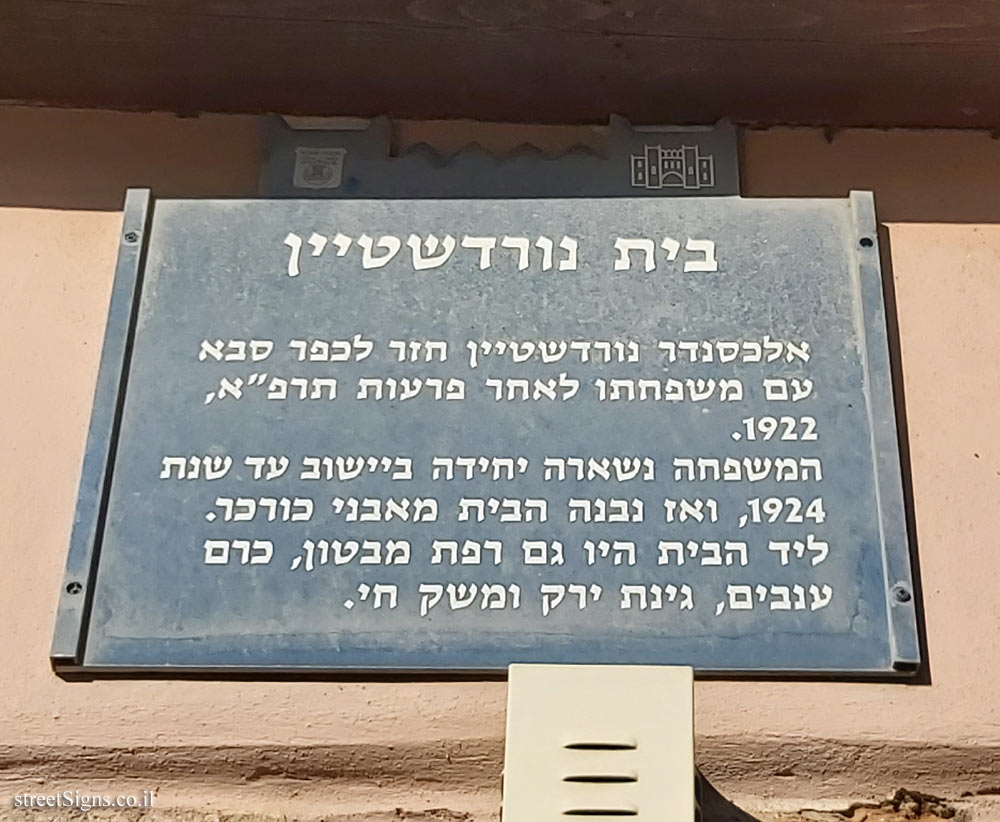 בית נורדשטיין
אלכסנדר נורדשטיין חזר לכפר סבא
עם משפחתו לאחר פרעות תרפ"א,
1922.
המשפחה נשארה יחידה ביישוב עד שנת
1924, ואז נבנה הבית מאבני כורכר.
ליד הבית היו גם רפת מבטון, כרם
ענבים, גינת ירק ומשק חי.
streetSigns.co.il